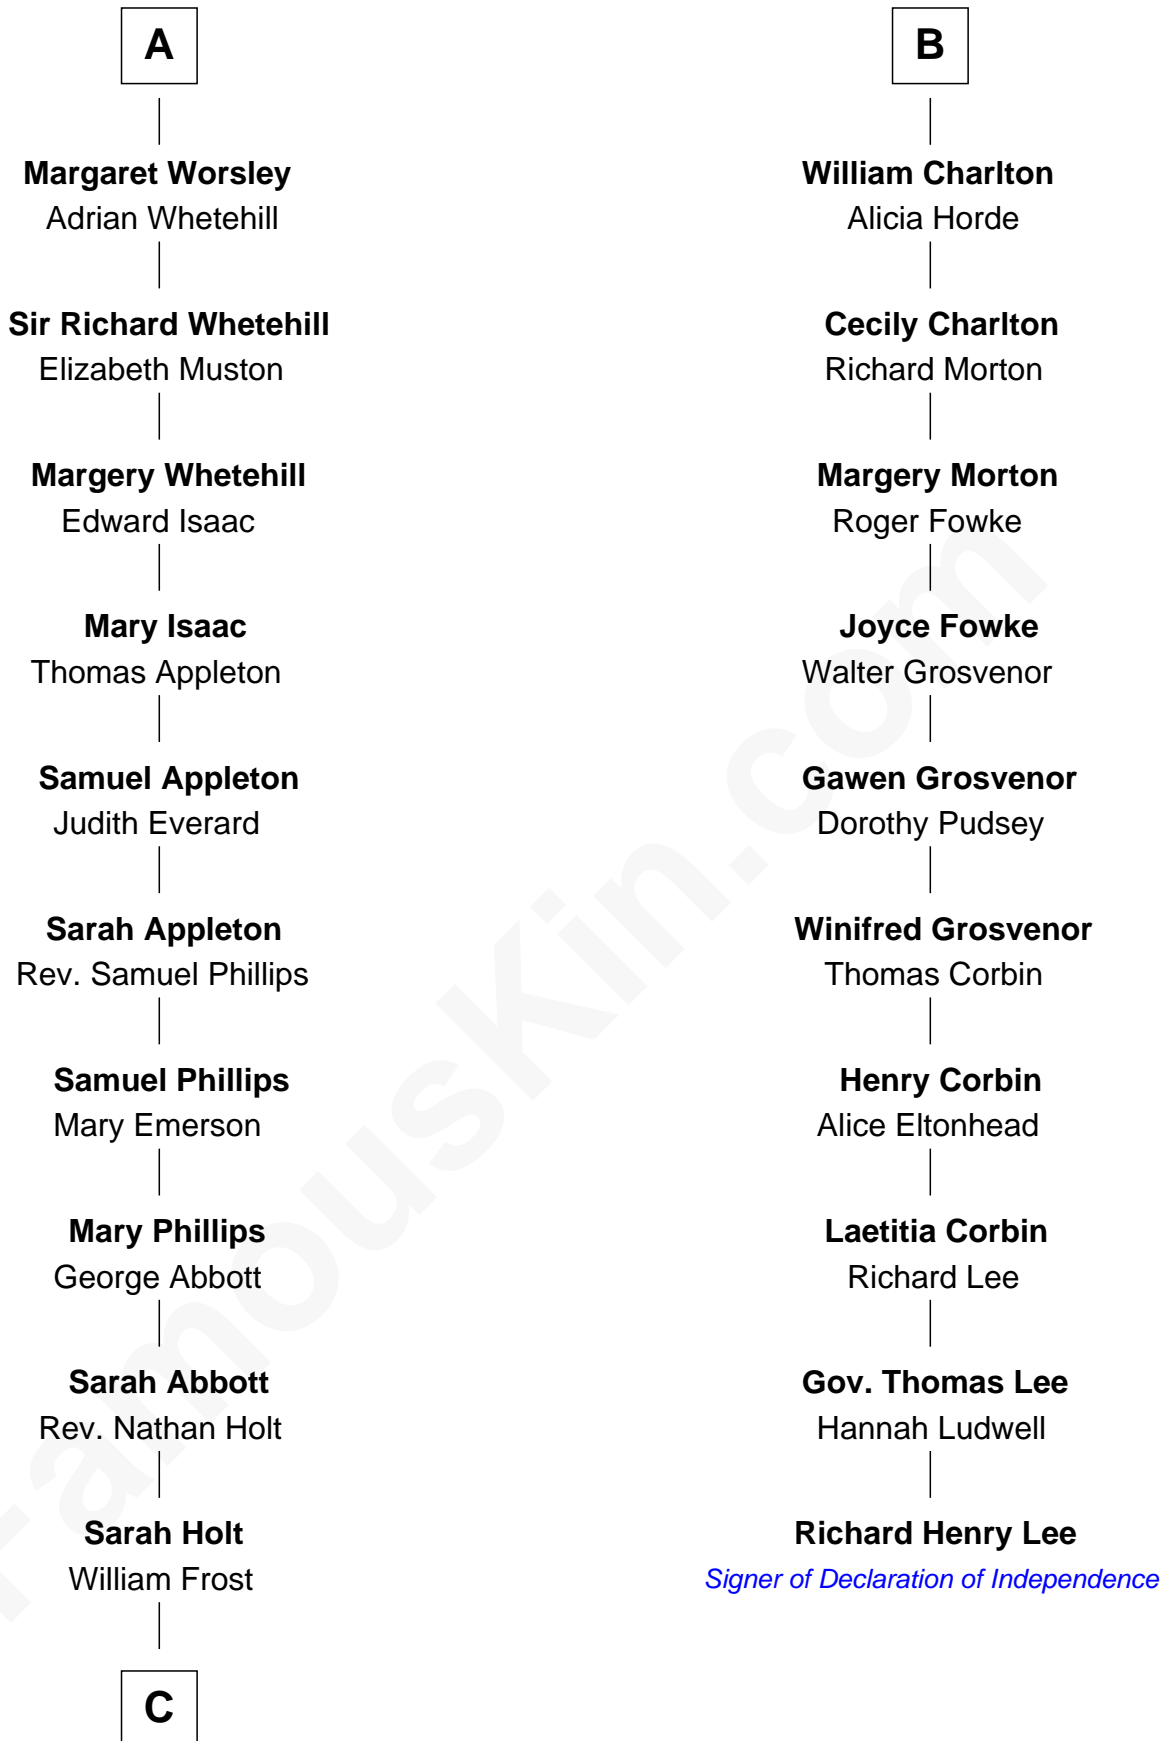 A
Margaret Worsley
Adrian Whetehill
Sir Richard Whetehill
Elizabeth Muston
Margery Whetehill
Edward Isaac
Mary Isaac
Thomas Appleton
Samuel Appleton
Judith Everard
Sarah Appleton
Rev. Samuel Phillips
Samuel Phillips
Mary Emerson
Mary Phillips
George Abbott
Sarah Abbott
Rev. Nathan Holt
Sarah Holt
William Frost
C
B
William Charlton
Alicia Horde
Cecily Charlton
Richard Morton
Margery Morton
Roger Fowke
Joyce Fowke
Walter Grosvenor
Gawen Grosvenor
Dorothy Pudsey
Winifred Grosvenor
Thomas Corbin
Henry Corbin
Alice Eltonhead
Laetitia Corbin
Richard Lee
Gov. Thomas Lee
Hannah Ludwell
Richard Henry Lee
Signer of Declaration of Independence
FamousKin.com